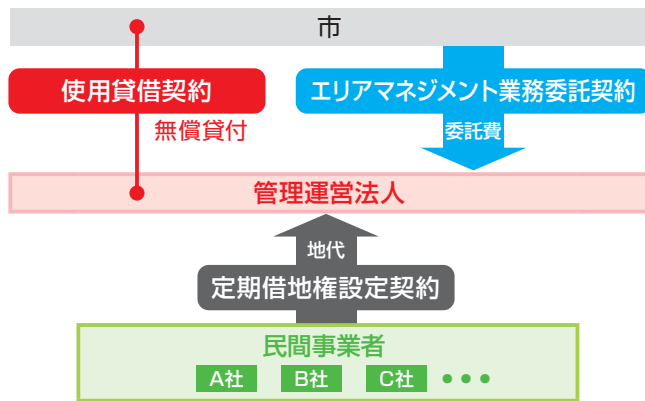 市
使用貸借契約
エリアマネジメント業務委託契約
無償貸付
委託費
管理運営法人
地代
定期借地権設定契約
民間事業者
A社 B社 C社 ●●●